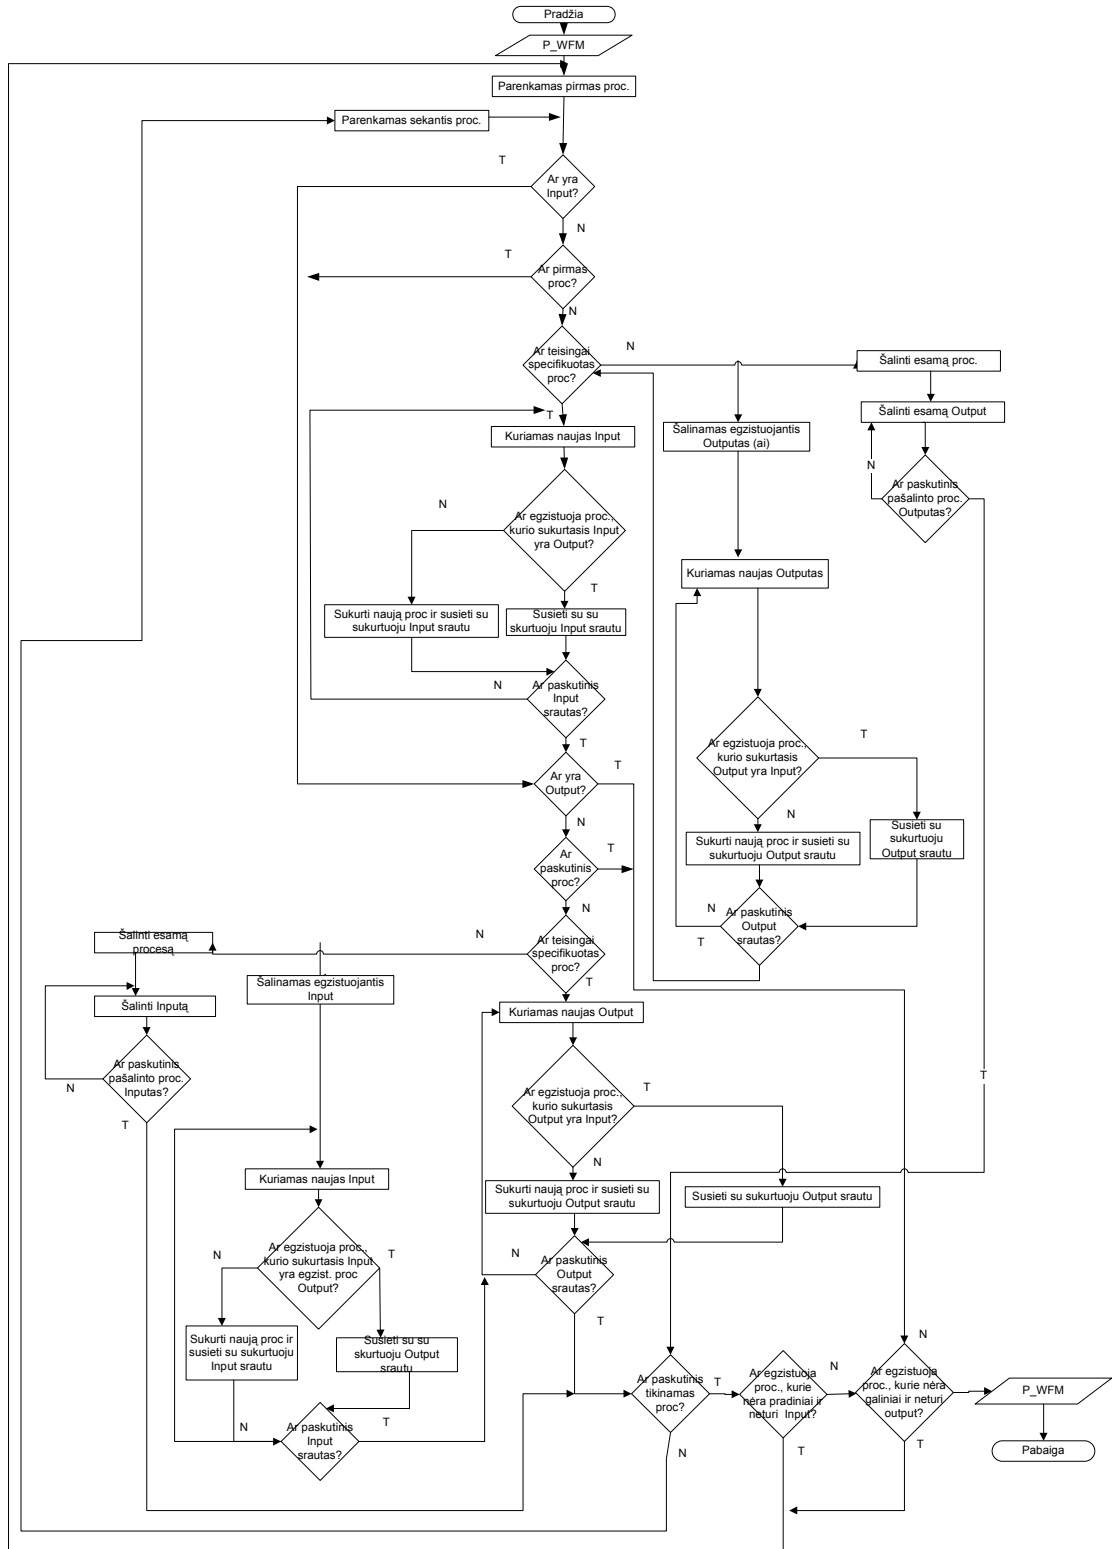 Pradžia
P_WFM
Parenkamas pirmas proc.
Parenkamas sekantis proc.
T
Ar yra
Input?
N
T
Ar pirmas
proc?
N
Ar teisingai
specifikuotas
proc?
N
Šalinti esamą proc.
T
Šalinti esamą Output
Kuriamas naujas Input
Šalinamas egzistuojantis
Outputas (ai)
N
Ar paskutinis
pašalinto proc.
Outputas?
N
Ar egzistuoja proc.,
kurio sukurtasis Input
yra Output?
T
Kuriamas naujas Outputas
Sukurti naują proc ir susieti su
sukurtuoju Input srautu
Susieti su su
skurtuoju Input srautu
N
Ar paskutinis
Input
srautas?
T
Ar egzistuoja proc.,
kurio sukurtasis
Output yra Input?
T
N
Ar yra
Output?
T
N
Sukurti naują proc ir susieti su
sukurtuoju Output srautu
Susieti su
sukurtuoju
Output srautu
Ar
paskutinis
proc?
T
N
N
Ar paskutinis
Output
srautas?
T
Šalinti esamą
procesą
N
Ar teisingai
specifikuotas
proc?
T
Šalinamas egzistuojantis
Input
Šalinti Inputą
Kuriamas naujas Output
Ar paskutinis
pašalinto proc.
Inputas?
N
T
Ar egzistuoja proc.,
kurio sukurtasis
Output yra Input?
T
N
T
Kuriamas naujas Input
Sukurti naują proc ir susieti su
sukurtuoju Output srautu
Susieti su sukurtuoju Output srautu
N
Ar egzistuoja proc.,
kurio sukurtasis Input
yra egzist. proc
Output?
T
N
Ar paskutinis
Output
srautas?
T
Sukurti naują proc ir
susieti su sukurtuoju
Input srautu
Susieti su su
skurtuoju Output
srautu
N
Ar paskutinis
Input
srautas?
T
Ar paskutinis
tikinamas
proc?
T
N
Ar egzistuoja
proc., kurie
nėra pradiniai ir
neturi Input?
N
T
Ar egzistuoja
proc., kurie nėra
galiniai ir neturi
output?
N
T
P_WFM
Pabaiga